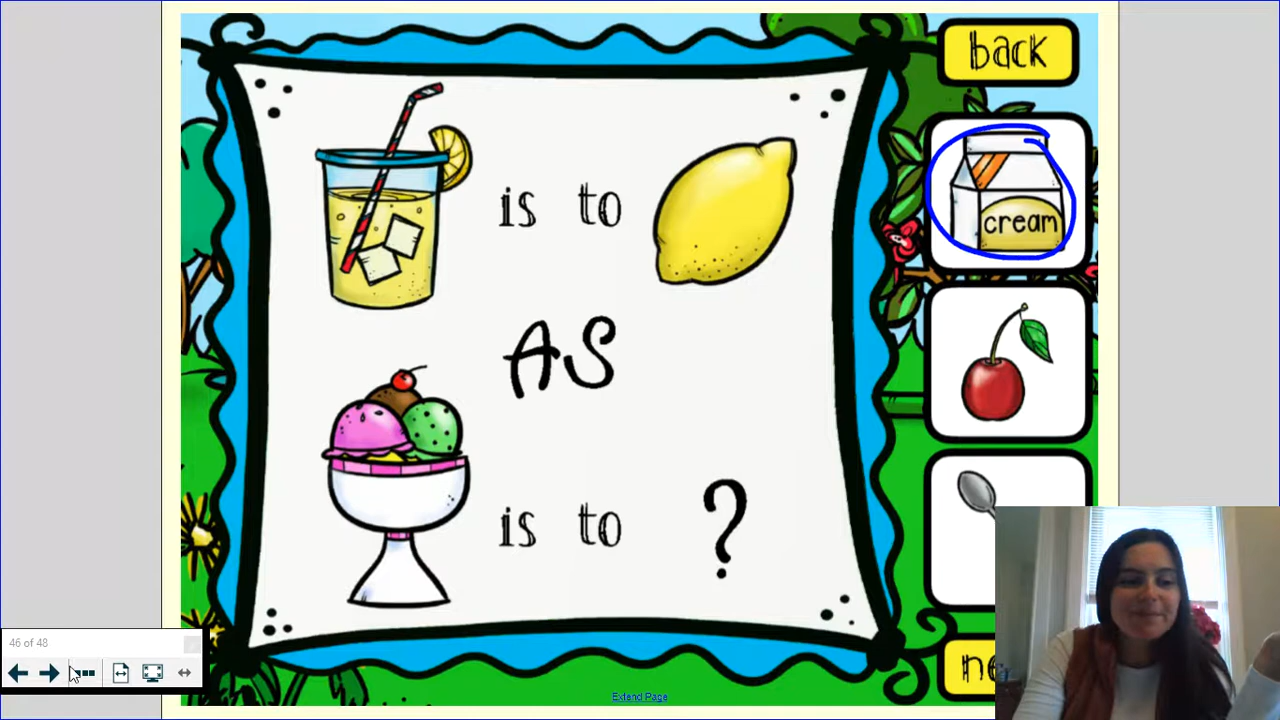 back
is to
cream
AS
is to ?
46 of 48
Extend Page